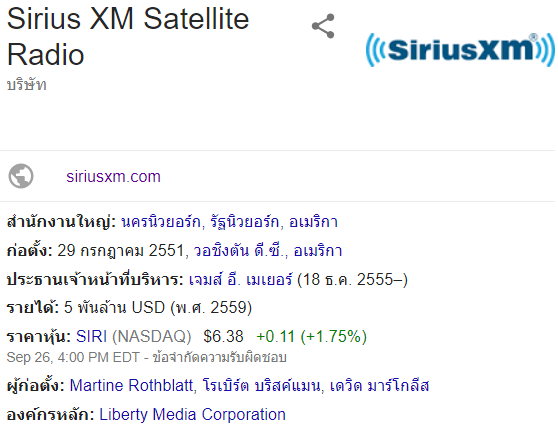 Sirius XM Satellite
Radio
บริษัท
((SiriusXM))®
siriusxm.com
สำนักงานใหญ่: นครนิวยอร์ก, รัฐนิวยอร์ก, อเมริกา
ก่อตั้ง: 29 กรกฎาคม 2551, วอชิงตัน ดี.ซี., อเมริกา
ประธานเจ้าหน้าที่บริหาร: เจมส์ อี. เมเยอร์ (18 ธ.ค. 2555–)
รายได้: 5 พันล้าน USD (พ.ศ. 2559)
ราคาหุ้น: SIRI (NASDAQ) $6.38 +0.11 (+1.75%)
Sep 26, 4:00 PM EDT - ข้อจำกัดความรับผิดชอบ
ผู้ก่อตั้ง: Martine Rothblatt, โรเบิร์ต บริสค์แมน, เดวิด มาร์โกลีส
องค์กรหลัก: Liberty Media Corporation